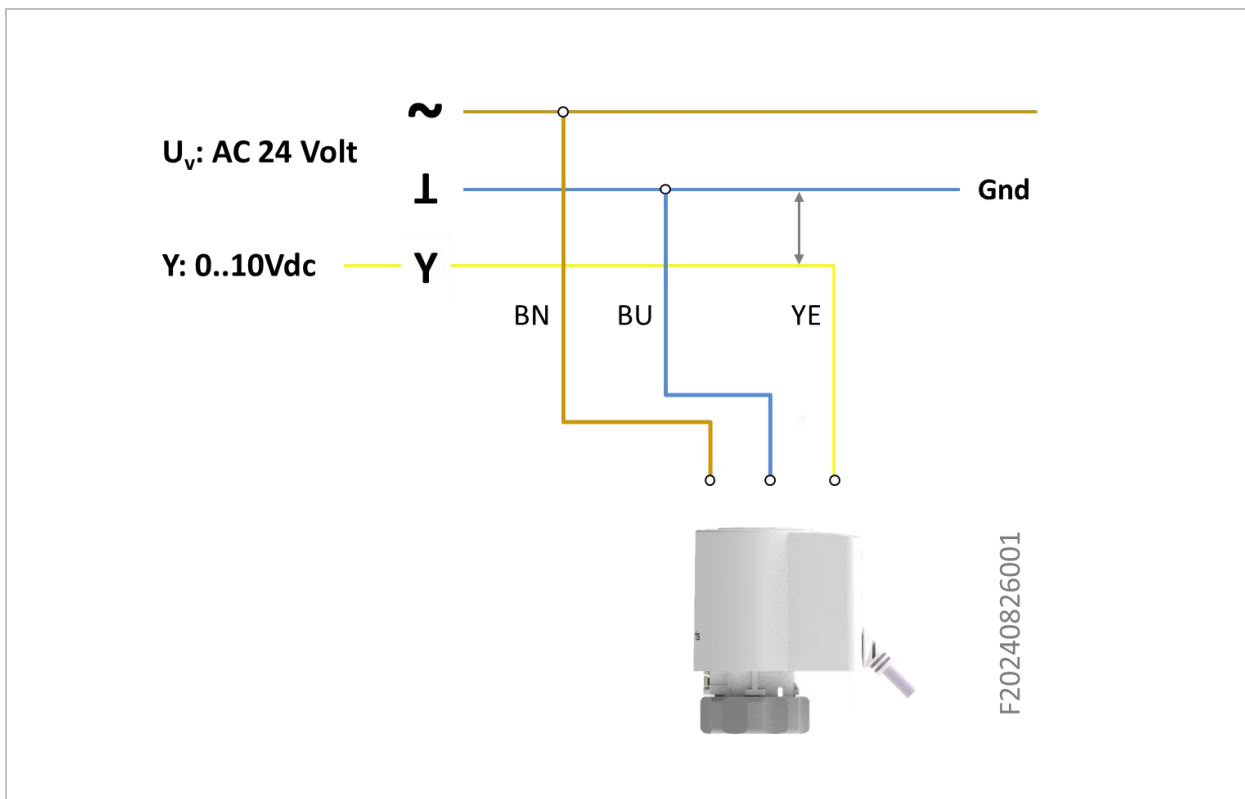 ~
Uv: AC 24 Volt
⊥
Gnd
Y: 0..10Vdc
Y
BN
BU
YE
F20240826001